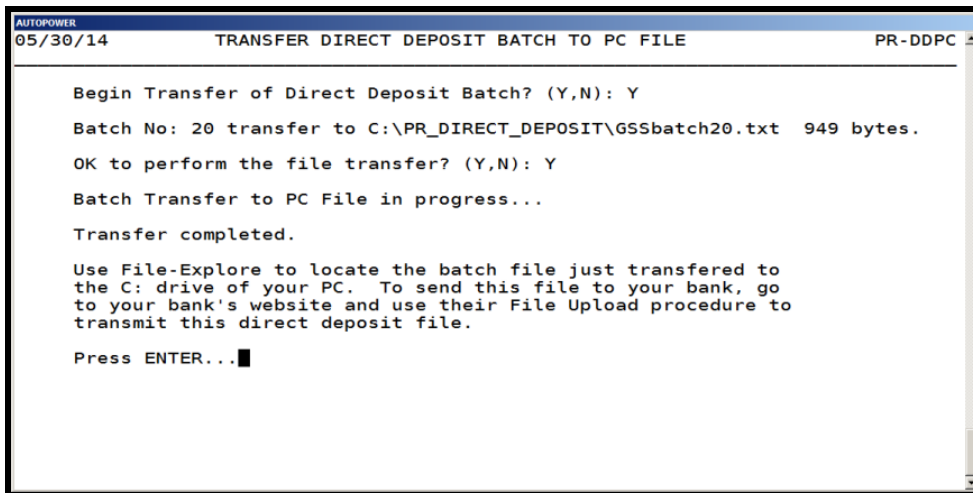 AUTOPOWER
05/30/14 TRANSFER DIRECT DEPOSIT BATCH TO PC FILE PR-DDPC
Begin Transfer of Direct Deposit Batch? (Y,N): Y
Batch No: 20 transfer to C:\PR_DIRECT_DEPOSIT\GSSbatch20.txt 949 bytes.
OK to perform the file transfer? (Y,N): Y
Batch Transfer to PC File in progress...
Transfer completed.
Use File-Explore to locate the batch file just transfered to
the C: drive of your PC. To send this file to your bank, go
to your bank's website and use their File Upload procedure to
transmit this direct deposit file.
Press ENTER...